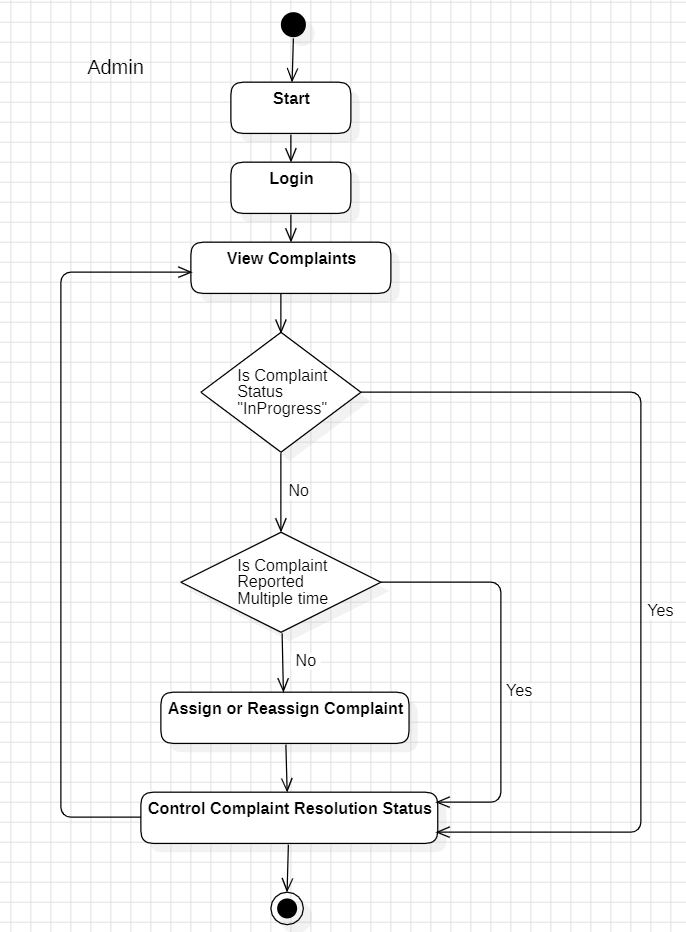 Admin
Start
Login
View Complaints
Is Complaint
Status
"InProgress"
No
Is Complaint
Reported
Multiple time
Yes
No
Yes
Assign or Reassign Complaint
Control Complaint Resolution Status